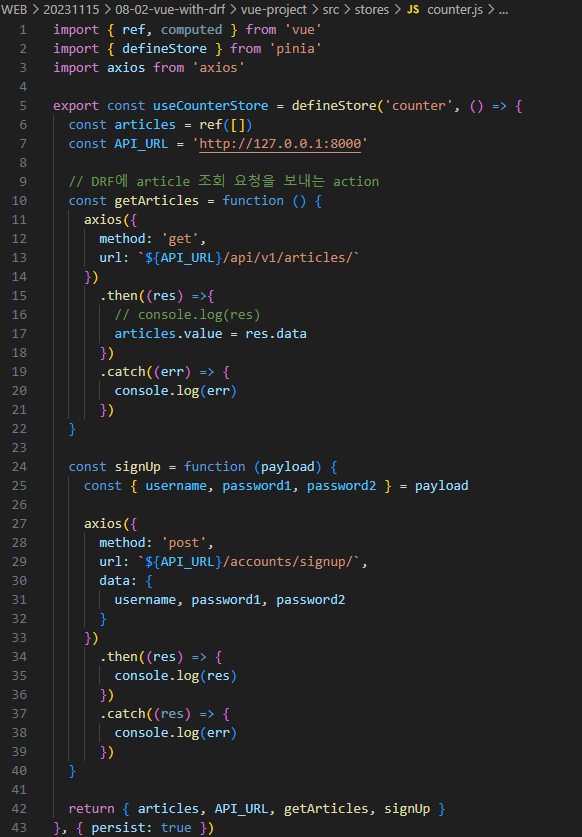 WEB > 20231115 > 08-02-vue-with-drf > vue-project > src > stores > JS counter.js > ...
1 import { ref, computed } from 'vue'
2 import { defineStore } from 'pinia'
3 import axios from 'axios'
4
5 export const useCounterStore = defineStore('counter', () => {
6   const articles = ref([])
7   const API_URL = 'http://127.0.0.1:8000'
8
9   // DRF에 article 조회 요청을 보내는 action
10   const getArticles = function () {
11     axios({
12       method: 'get',
13       url: `${API_URL}/api/v1/articles/`
14     })
15       .then((res) =>{
16         // console.log(res)
17         articles.value = res.data
18       })
19       .catch((err) => {
20         console.log(err)
21       })
22   }
23
24   const signUp = function (payload) {
25     const { username, password1, password2 } = payload
26
27     axios({
28       method: 'post',
29       url: `${API_URL}/accounts/signup/`,
30       data: {
31         username, password1, password2
32       }
33     })
34       .then((res) => {
35         console.log(res)
36       })
37       .catch((res) => {
38         console.log(err)
39       })
40   }
41
42   return { articles, API_URL, getArticles, signUp }
43 }, { persist: true })